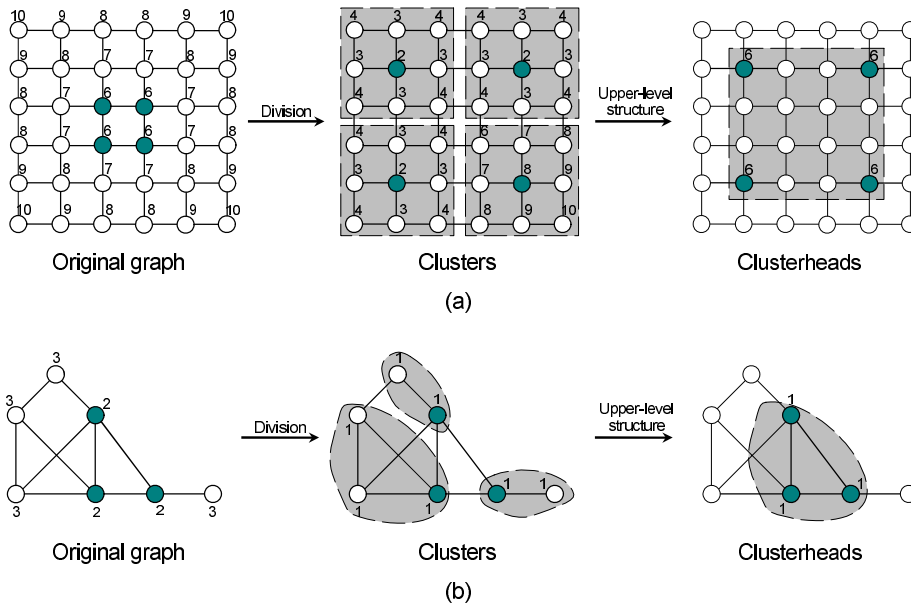 10 9 8 8 9 10 4 3 4 4 3 4
9 8 7 7 8 9 3 2 3 3 2 3 6 6
8 7 6 6 7 8 4 3 4 4 3 4
Division
Upper-level
structure
8 7 6 6 7 8 4 3 4 6 7 8
9 8 7 7 8 9 3 2 3 7 8 9 6 6
10 9 8 8 9 10 4 3 4 8 9 10
Original graph
Clusters
Clusterheads
(a)
3 1
3 2 1 1 1
Division
Upper-level
structure
3 2 2 3 1 1 1 1 1 1
Original graph
Clusters
Clusterheads
(b)